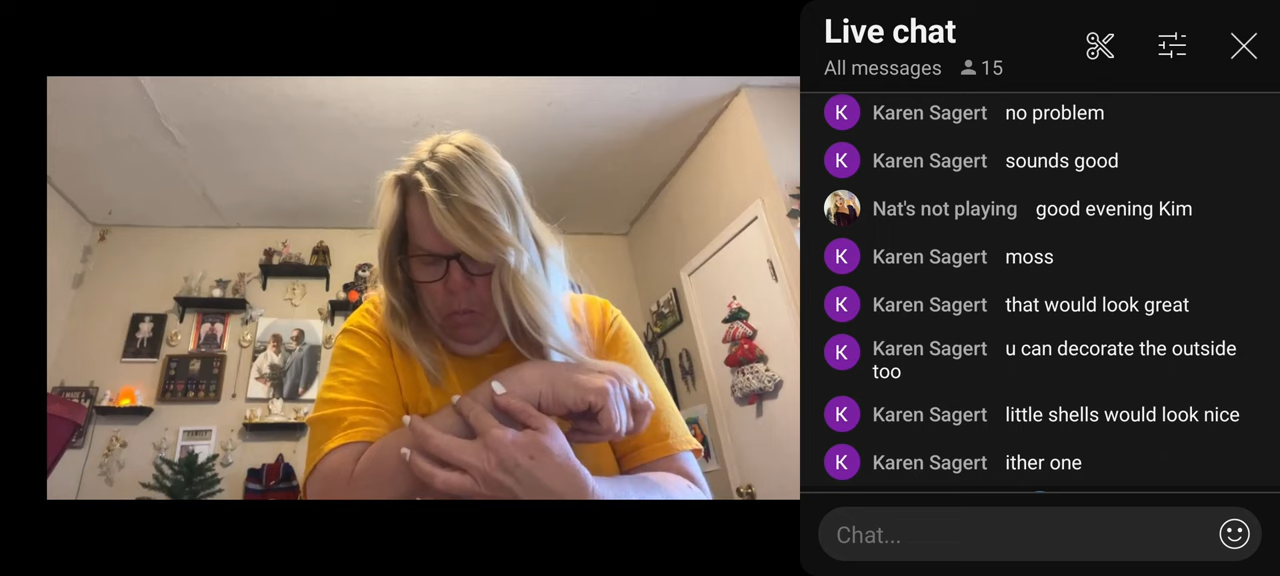 Live chat
All messages 15
K Karen Sagert no problem
K Karen Sagert sounds good
Nat's not playing good evening Kim
K Karen Sagert moss
K Karen Sagert that would look great
K Karen Sagert u can decorate the outside
too
K Karen Sagert little shells would look nice
K Karen Sagert ither one
Chat...
FAMILY